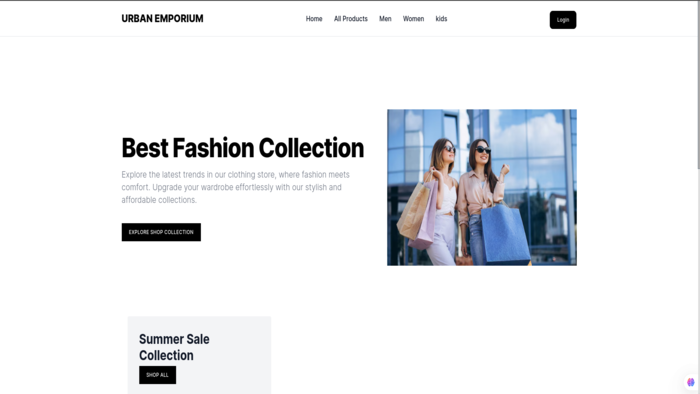 URBAN EMPORIUM
Home All Products Men Women kids
Login
Best Fashion Collection
Explore the latest trends in our clothing store, where fashion meets
comfort. Upgrade your wardrobe effortlessly with our stylish and
affordable collections.
EXPLORE SHOP COLLECTION
Summer Sale
Collection
SHOP ALL